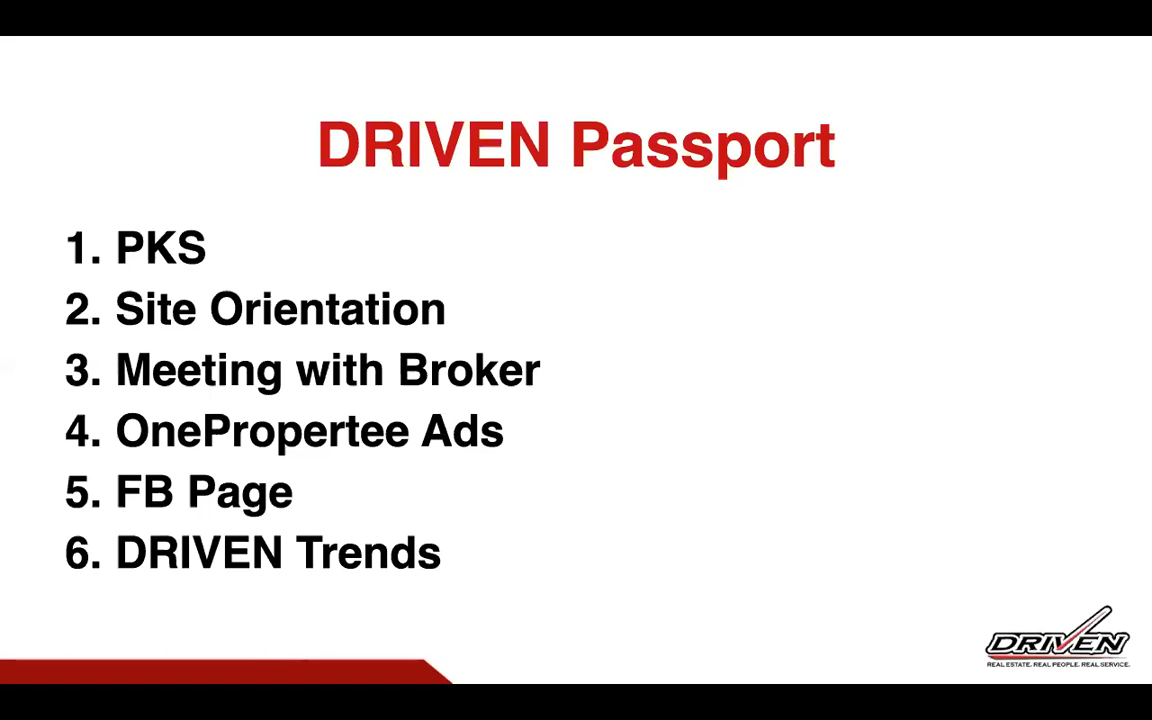 DRIVEN Passport
1. PKS
2. Site Orientation
3. Meeting with Broker
4. OnePropertee Ads
5. FB Page
6. DRIVEN Trends
DRIVEN
REAL ESTATE. REAL PEOPLE. REAL SERVICE.